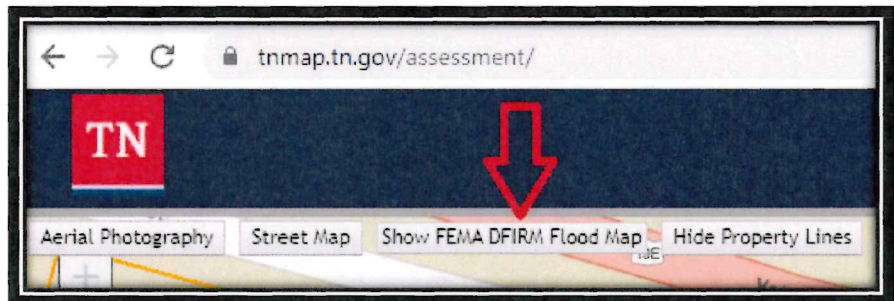 tnmap.tn.gov/assessment/
TN
Aerial Photography Street Map Show FEMA DFIRM Flood Map Hide Property Lines